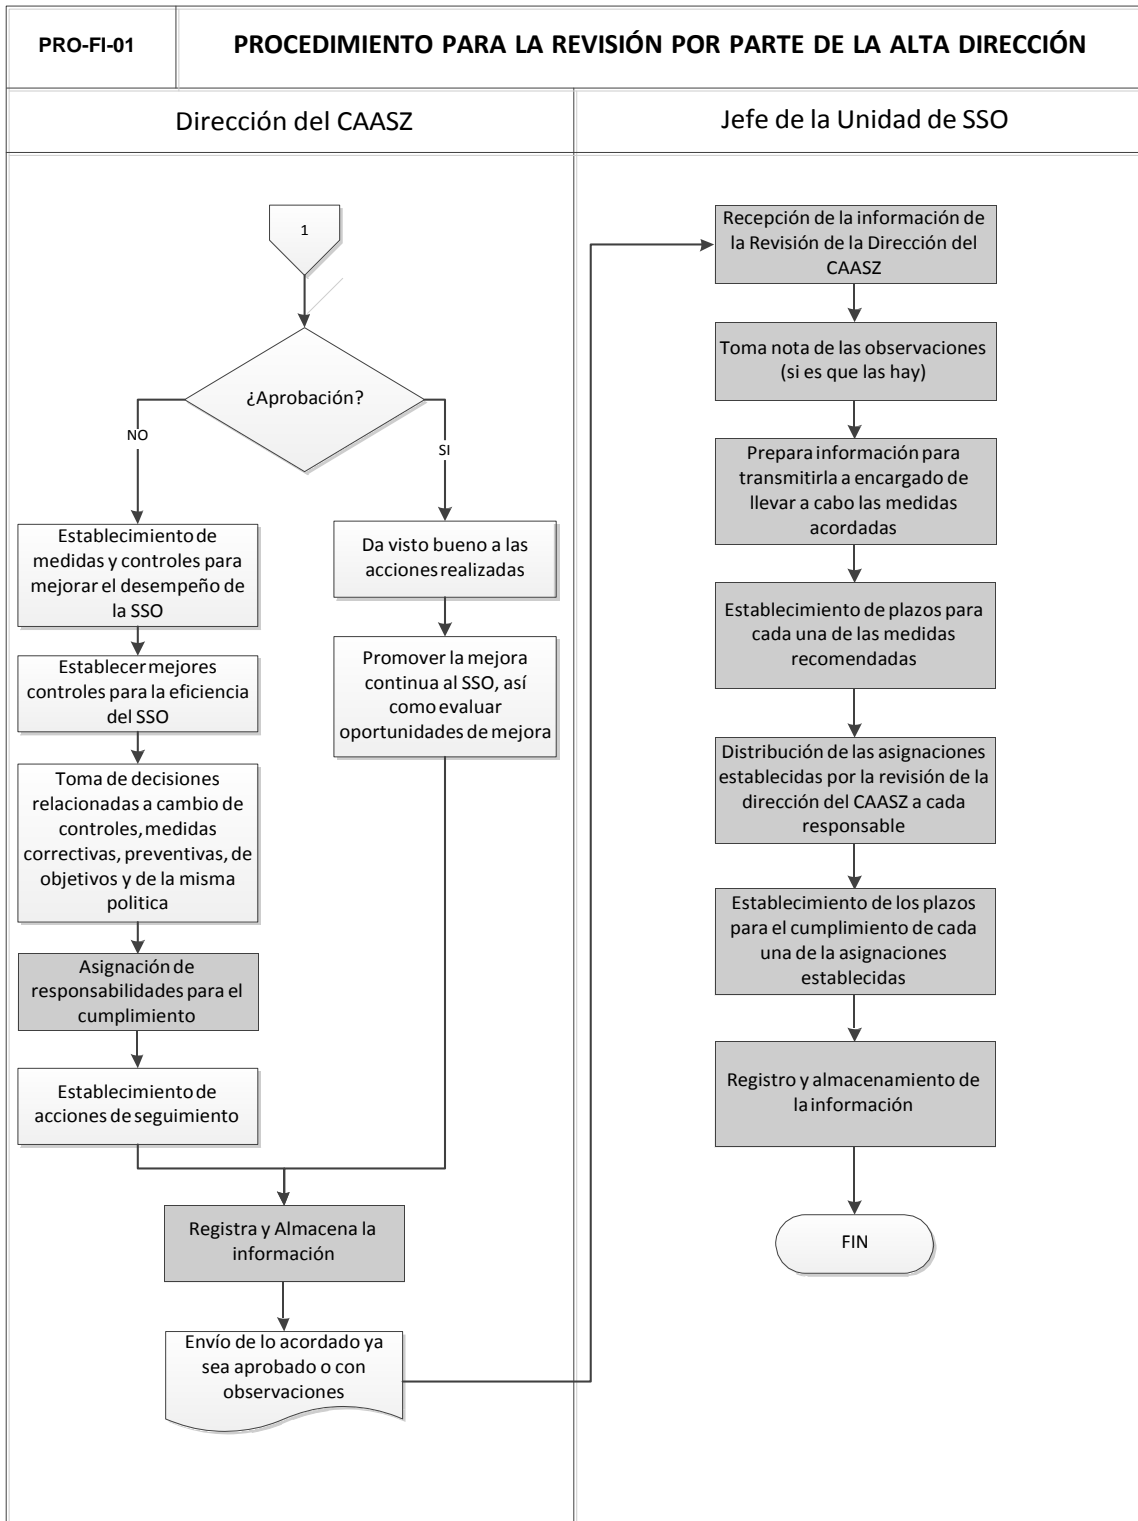 PRO-FI-01
PROCEDIMIENTO PARA LA REVISIÓN POR PARTE DE LA ALTA DIRECCIÓN
Dirección del CAASZ
1
¿Aprobación?
NO
SI
Establecimiento de
medidas y controles para
mejorar el desempeño de
la SSO
Establecer mejores
controles para la eficiencia
del SSO
Toma de decisiones
relacionadas a cambio de
controles, medidas
correctivas, preventivas, de
objetivos y de la misma
politica
Asignación de
responsabilidades para el
cumplimiento
Establecimiento de
acciones de seguimiento
Da visto bueno a las
acciones realizadas
Promover la mejora
continua al SSO, así
como evaluar
oportunidades de mejora
Registra y Almacena la
información
Envío de lo acordado ya
sea aprobado o con
observaciones
Jefe de la Unidad de SSO
Recepción de la información de
la Revisión de la Dirección del
CAASZ
Toma nota de las observaciones
(si es que las hay)
Prepara información para
transmitirla a encargado de
llevar a cabo las medidas
acordadas
Establecimiento de plazos para
cada una de las medidas
recomendadas
Distribución de las asignaciones
establecidas por la revisión de la
dirección del CAASZ a cada
responsable
Establecimiento de los plazos
para el cumplimiento de cada
una de la asignaciones
establecidas
Registro y almacenamiento de
la información
FIN